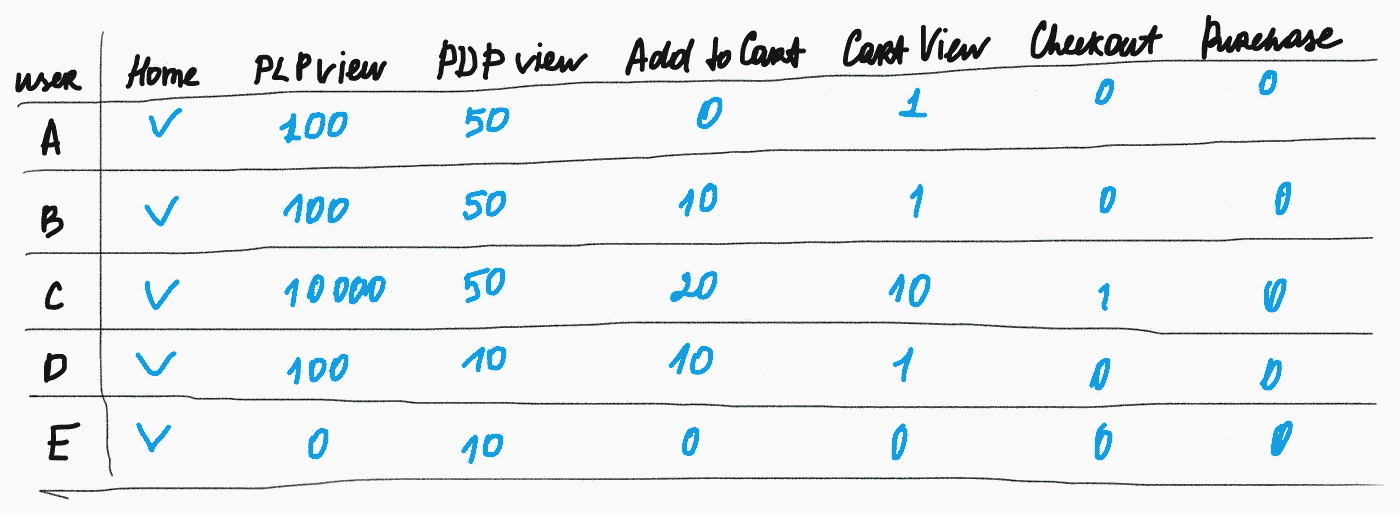 user Home PLP view PDP view Add to Cart Cart View Checkout Purchase
A ✓ 100 50 0 1 0 0
B ✓ 100 50 10 1 0 0
C ✓ 10 000 50 20 10 1 0
D ✓ 100 10 10 1 0 0
E ✓ 0 10 0 0 0 0